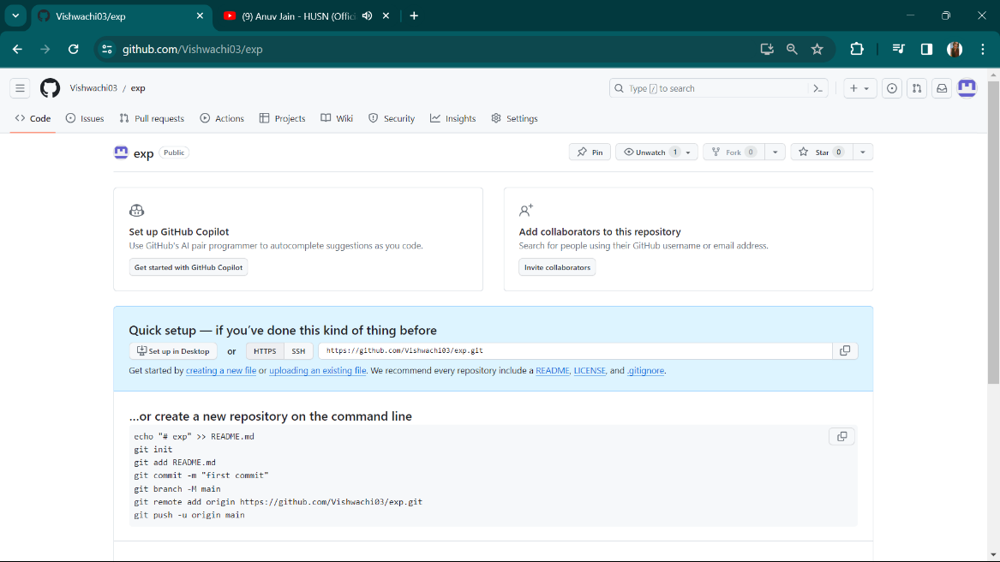 Vishwachi03/exp
(9) Anuv Jain - HUSN (Offici
github.com/Vishwachi03/exp
Vishwachi03 / exp
Type / to search
Code
Issues
Pull requests
Actions
Projects
Wiki
Security
Insights
Settings
exp Public
Pin
Unwatch 1
Fork 0
Star 0
Set up GitHub Copilot
Use GitHub's AI pair programmer to autocomplete suggestions as you code.
Get started with GitHub Copilot
Add collaborators to this repository
Search for people using their GitHub username or email address.
Invite collaborators
Quick setup — if you’ve done this kind of thing before
Set up in Desktop or HTTPS SSH https://github.com/Vishwachi03/exp.git
Get started by creating a new file or uploading an existing file. We recommend every repository include a README, LICENSE, and .gitignore.
…or create a new repository on the command line
echo "# exp" >> README.md
git init
git add README.md
git commit -m "first commit"
git branch -M main
git remote add origin https://github.com/Vishwachi03/exp.git
git push -u origin main